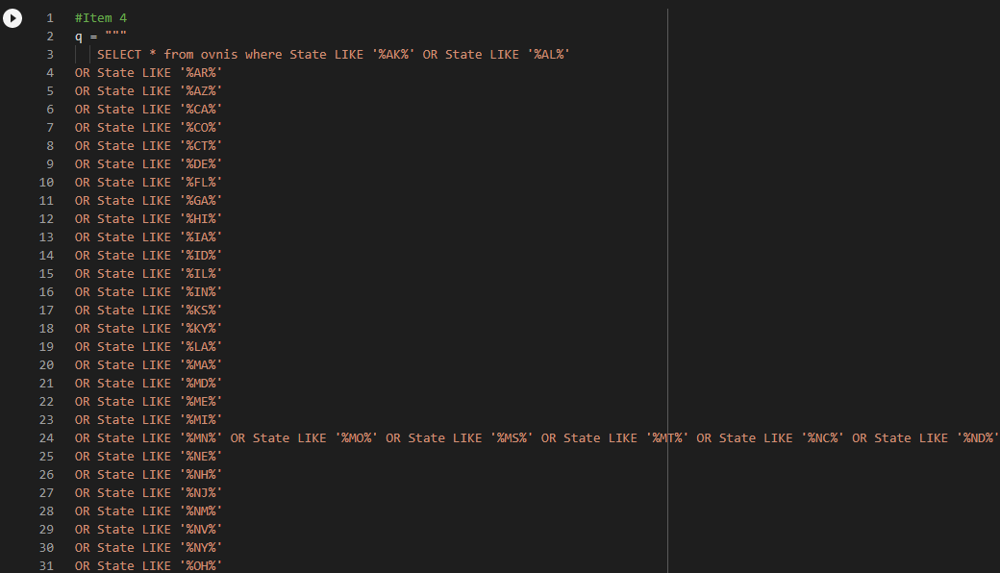 1 #Item 4
2 q = """
3 SELECT * from ovnis where State LIKE '%AK%' OR State LIKE '%AL%'
4 OR State LIKE '%AR%'
5 OR State LIKE '%AZ%'
6 OR State LIKE '%CA%'
7 OR State LIKE '%CO%'
8 OR State LIKE '%CT%'
9 OR State LIKE '%DE%'
10 OR State LIKE '%FL%'
11 OR State LIKE '%GA%'
12 OR State LIKE '%HI%'
13 OR State LIKE '%IA%'
14 OR State LIKE '%ID%'
15 OR State LIKE '%IL%'
16 OR State LIKE '%IN%'
17 OR State LIKE '%KS%'
18 OR State LIKE '%KY%'
19 OR State LIKE '%LA%'
20 OR State LIKE '%MA%'
21 OR State LIKE '%MD%'
22 OR State LIKE '%ME%'
23 OR State LIKE '%MI%'
24 OR State LIKE '%MN%' OR State LIKE '%MO%' OR State LIKE '%MS%' OR State LIKE '%MT%' OR State LIKE '%NC%' OR State LIKE '%ND%'
25 OR State LIKE '%NE%'
26 OR State LIKE '%NH%'
27 OR State LIKE '%NJ%'
28 OR State LIKE '%NM%'
29 OR State LIKE '%NV%'
30 OR State LIKE '%NY%'
31 OR State LIKE '%OH%'